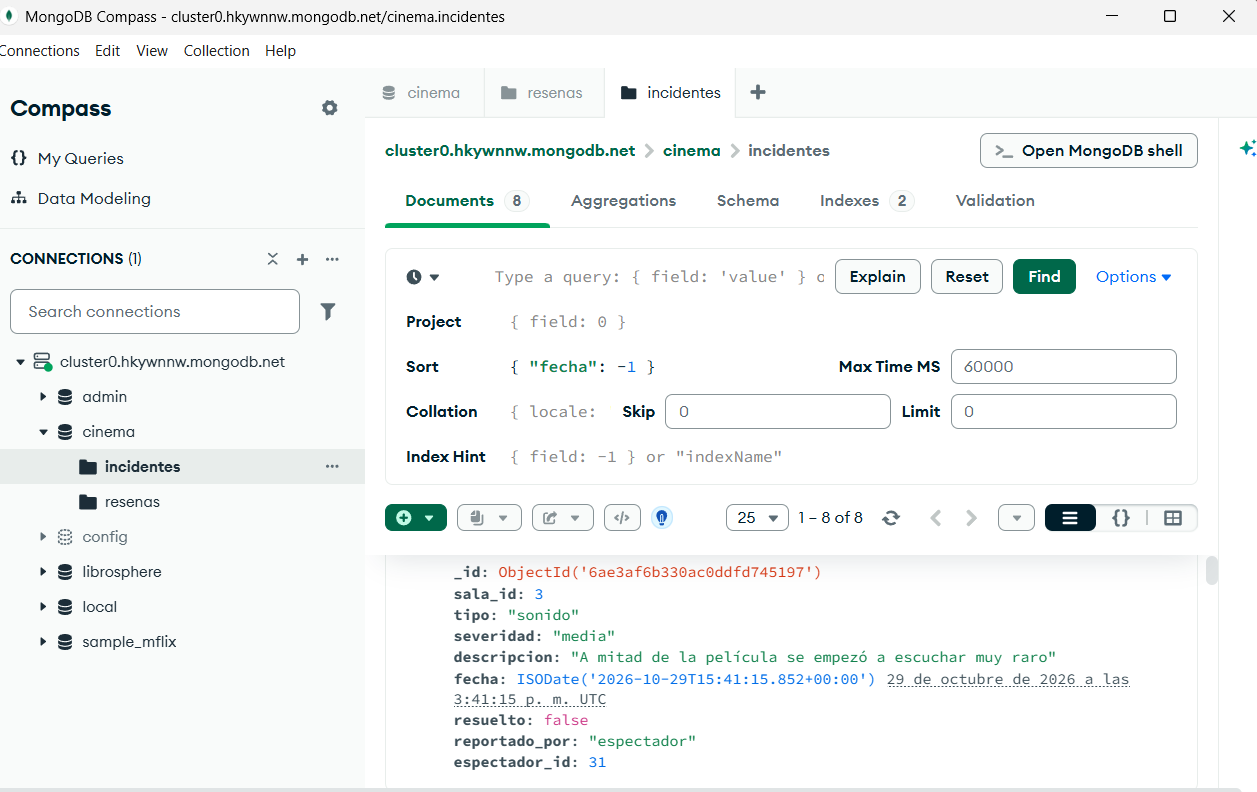 MongoDB Compass - cluster0.hkywnnw.mongodb.net/cinema.incidentes
Connections Edit View Collection Help
Compass
My Queries
Data Modeling
CONNECTIONS (1)
Search connections
cluster0.hkywnnw.mongodb.net
admin
cinema
incidentes
resenas
config
librosphere
local
sample_mflix
cinema resenas incidentes
cluster0.hkywnnw.mongodb.net > cinema > incidentes
>_ Open MongoDB shell
Documents 8 Aggregations Schema Indexes 2 Validation
Type a query: { field: 'value' } o Explain Reset Find Options
Project { field: 0 }
Sort { "fecha": -1 } Max Time MS 60000
Collation { locale: Skip 0 Limit 0
Index Hint { field: -1 } or "indexName"
25 1 – 8 of 8
_id: ObjectId('6ae3af6b330ac0ddfd745197')
sala_id: 3
tipo: "sonido"
severidad: "media"
descripcion: "A mitad de la película se empezó a escuchar muy raro"
fecha: ISODate('2026-10-29T15:41:15.852+00:00') 29 de octubre de 2026 a las
3:41:15 p. m. UTC
resuelto: false
reportado_por: "espectador"
espectador_id: 31